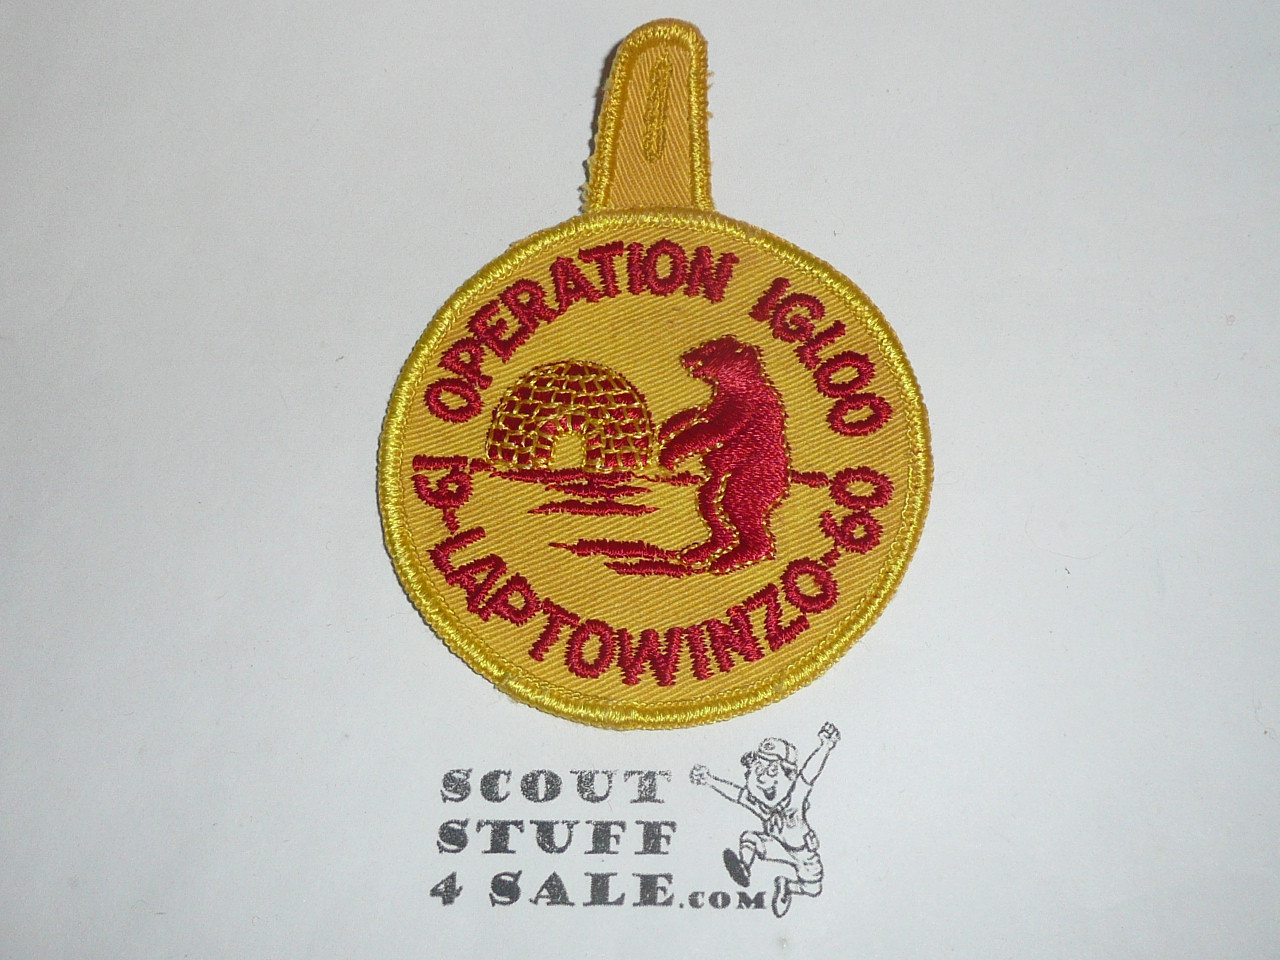 OPERATION IGLOO
19-LAPTOWINZO-60
SCOUT
STUFF
4 SALE.COM